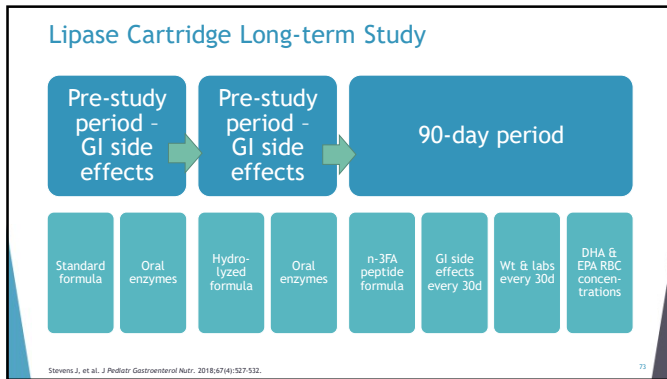 Lipase Cartridge Long-term Study
Pre-study
period –
GI side
effects
Pre-study
period –
GI side
effects
90-day period
Standard
formula
Oral
enzymes
Hydro-
lyzed
formula
Oral
enzymes
n-3FA
peptide
formula
GI side
effects
every 30d
Wt & labs
every 30d
DHA &
EPA RBC
concen-
trations
Stevens J, et al. J Pediatr Gastroenterol Nutr. 2018;67(4):527-532.
73